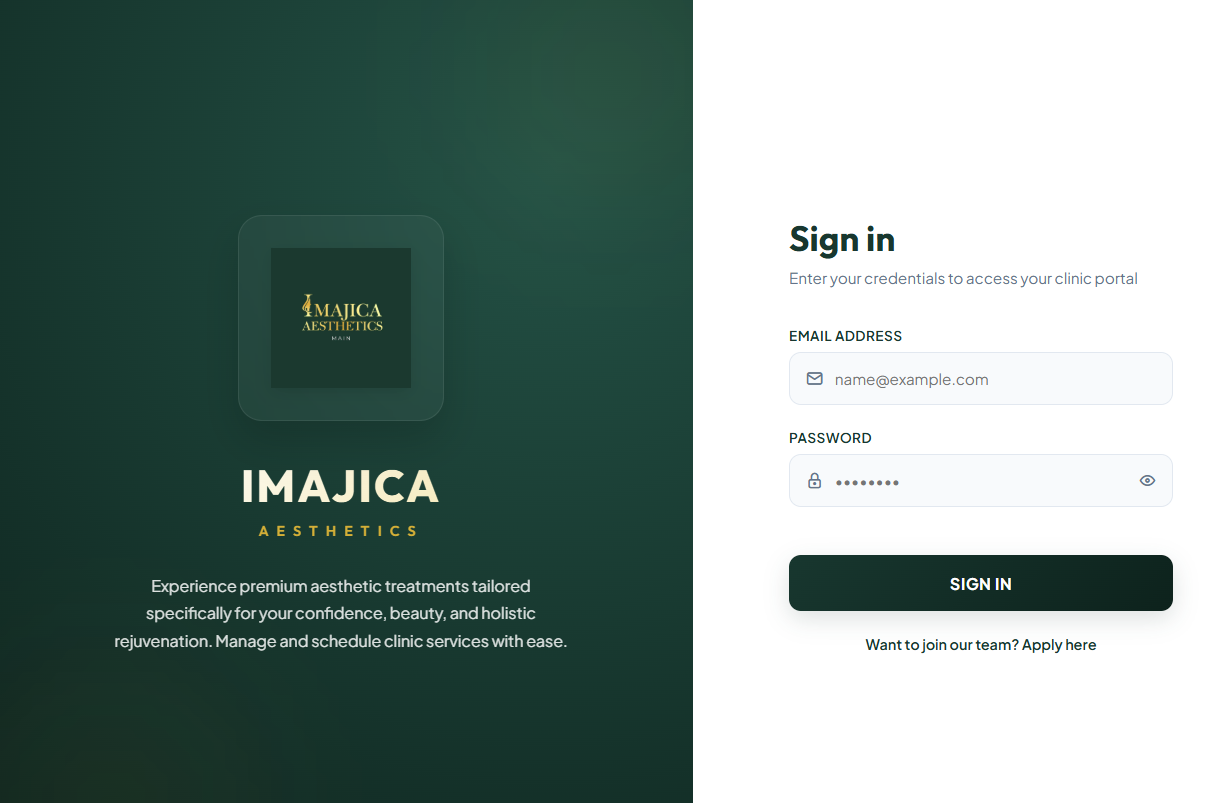 IMAJICA
AESTHETICS
MAIN
IMAJICA
AESTHETICS
Experience premium aesthetic treatments tailored
specifically for your confidence, beauty, and holistic
rejuvenation. Manage and schedule clinic services with ease.
Sign in
Enter your credentials to access your clinic portal
EMAIL ADDRESS
name@example.com
PASSWORD
••••••••
SIGN IN
Want to join our team? Apply here